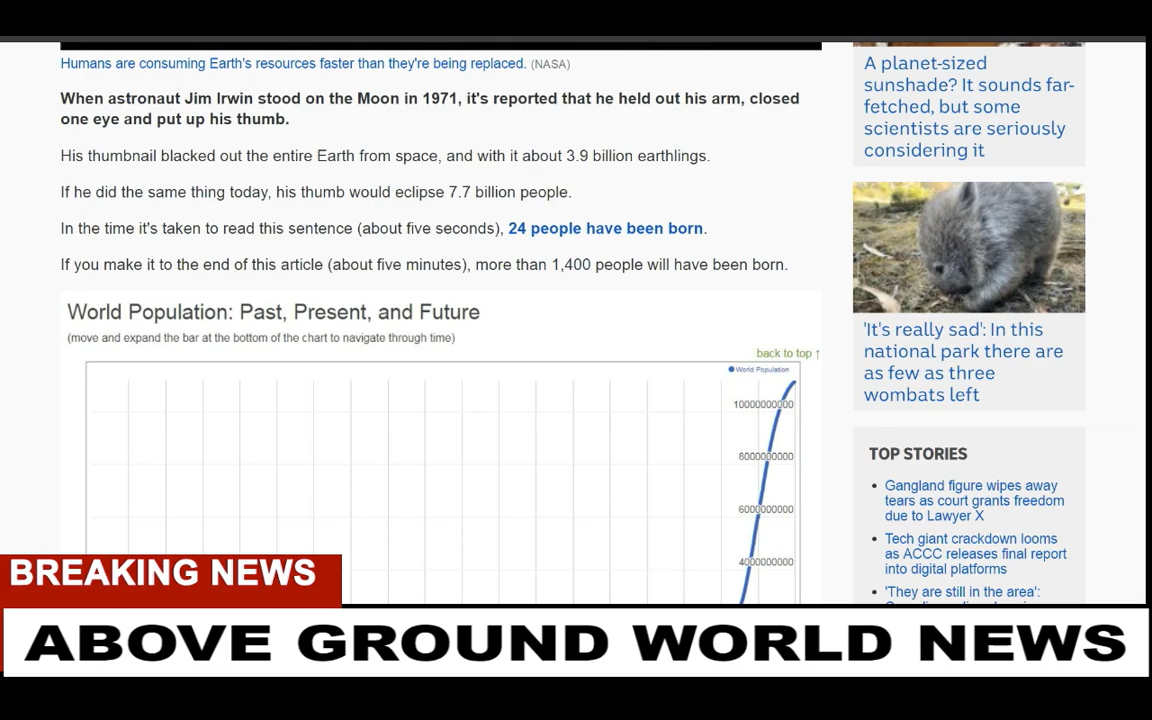 Humans are consuming Earth's resources faster than they're being replaced. (NASA)
When astronaut Jim Irwin stood on the Moon in 1971, it's reported that he held out his arm, closed
one eye and put up his thumb.
His thumbnail blacked out the entire Earth from space, and with it about 3.9 billion earthlings.
If he did the same thing today, his thumb would eclipse 7.7 billion people.
In the time it's taken to read this sentence (about five seconds), 24 people have been born.
If you make it to the end of this article (about five minutes), more than 1,400 people will have been born.
World Population: Past, Present, and Future
(move and expand the bar at the bottom of the chart to navigate through time)
back to top ↑
World Population
10000000000
8000000000
6000000000
4000000000
A planet-sized
sunshade? It sounds far-
fetched, but some
scientists are seriously
considering it
'It's really sad': In this
national park there are
as few as three
wombats left
TOP STORIES
• Gangland figure wipes away
tears as court grants freedom
due to Lawyer X
• Tech giant crackdown looms
as ACCC releases final report
into digital platforms
• 'They are still in the area':
BREAKING NEWS
ABOVE GROUND WORLD NEWS